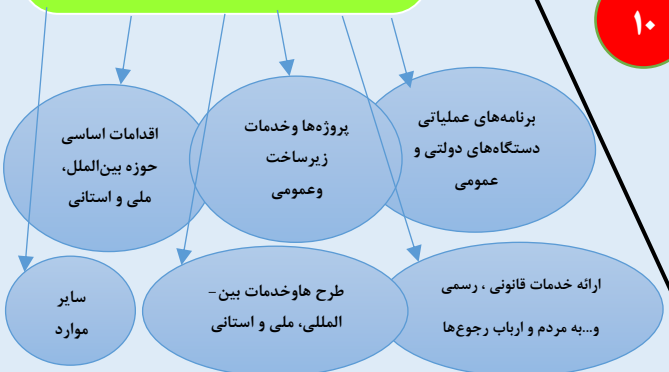 ۱۰
برنامه‌های عملیاتی
دستگاه‌های دولتی و
عمومی
پروژه‌ها وخدمات
زیرساخت
وعمومی
اقدامات اساسی
حوزه بین‌الملل،
ملی و استانی
ارائه خدمات قانونی ، رسمی
و...به مردم و ارباب رجوع‌ها
طرح هاوخدمات بین -
المللی، ملی و استانی
سایر
موارد